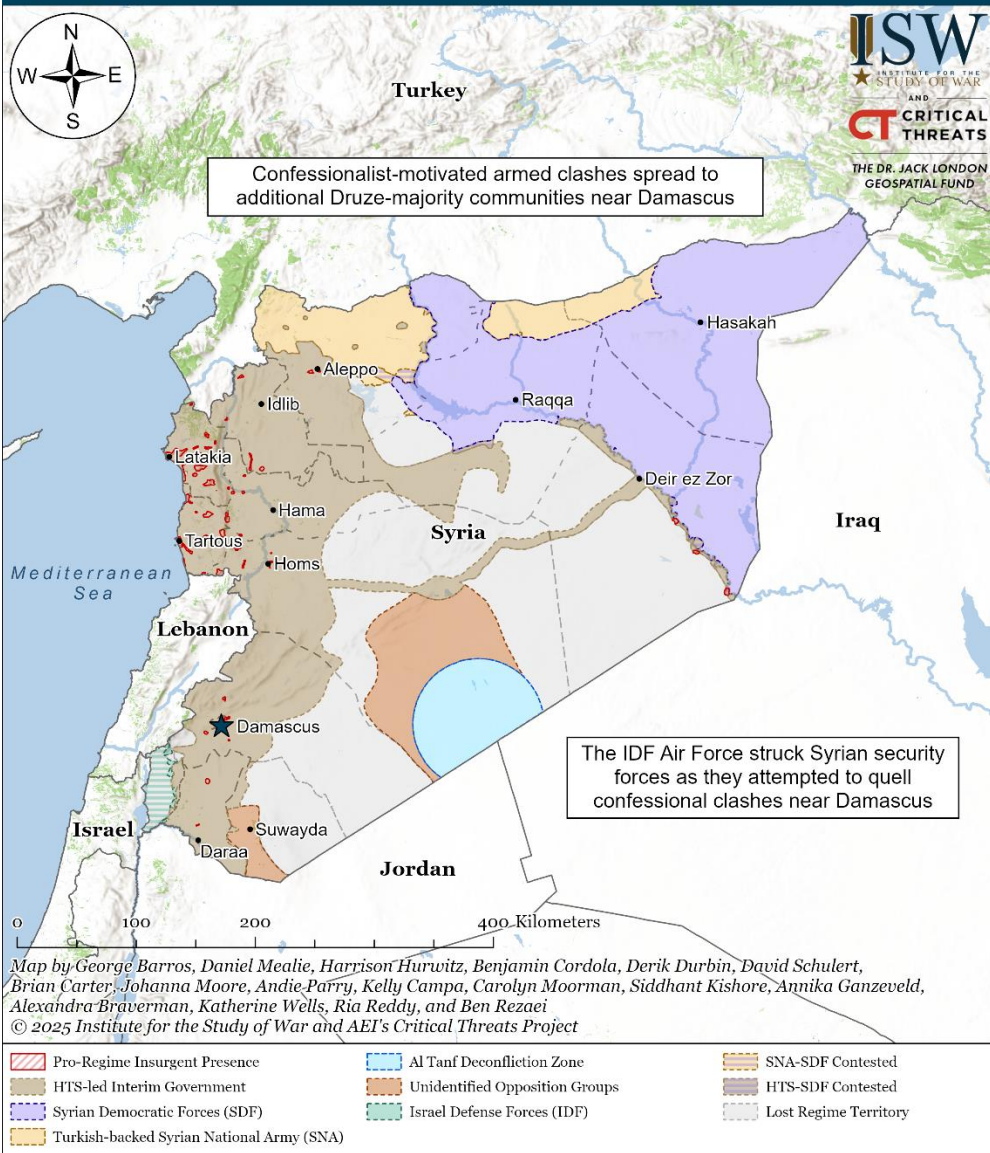 N
W
E
S
ISW
INSTITUTE FOR THE
STUDY OF WAR
AND
CT CRITICAL
THREATS
THE DR. JACK LONDON
GEOSPATIAL FUND
Turkey
Confessionalist-motivated armed clashes spread to
additional Druze-majority communities near Damascus
Hasakah
Aleppo
Idlib
Raqqa
Latakia
Deir ez Zor
Hama
Syria
Iraq
Tartous
Homs
Mediterranean
Sea
Lebanon
Damascus
The IDF Air Force struck Syrian security
forces as they attempted to quell
confessional clashes near Damascus
Israel
Suwayda
Daraa
Jordan
0 100 200 400 Kilometers
Map by George Barros, Daniel Mealie, Harrison Hurwitz, Benjamin Cordola, Derik Durbin, David Schulert,
Brian Carter, Johanna Moore, Andie Parry, Kelly Campa, Carolyn Moorman, Siddhant Kishore, Annika Ganzeveld,
Alexandra Braverman, Katherine Wells, Ria Reddy, and Ben Rezaei
© 2025 Institute for the Study of War and AEI's Critical Threats Project
Pro-Regime Insurgent Presence
HTS-led Interim Government
Syrian Democratic Forces (SDF)
Turkish-backed Syrian National Army (SNA)
Al Tanf Deconfliction Zone
Unidentified Opposition Groups
Israel Defense Forces (IDF)
SNA-SDF Contested
HTS-SDF Contested
Lost Regime Territory